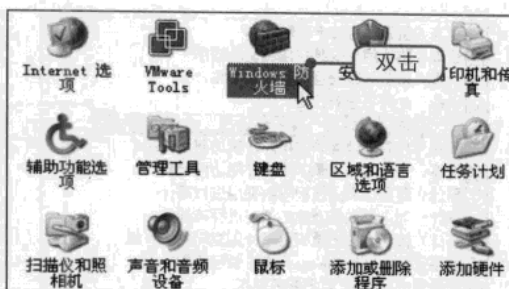 Internet 选
项
VMware
Tools
Windows 防
火墙
双击
安
印机和传
真
辅助功能选
项
管理工具
键盘
区域和语言
选项
任务计划
扫描仪和照
相机
声音和音频
设备
鼠标
添加或删除
程序
添加硬件